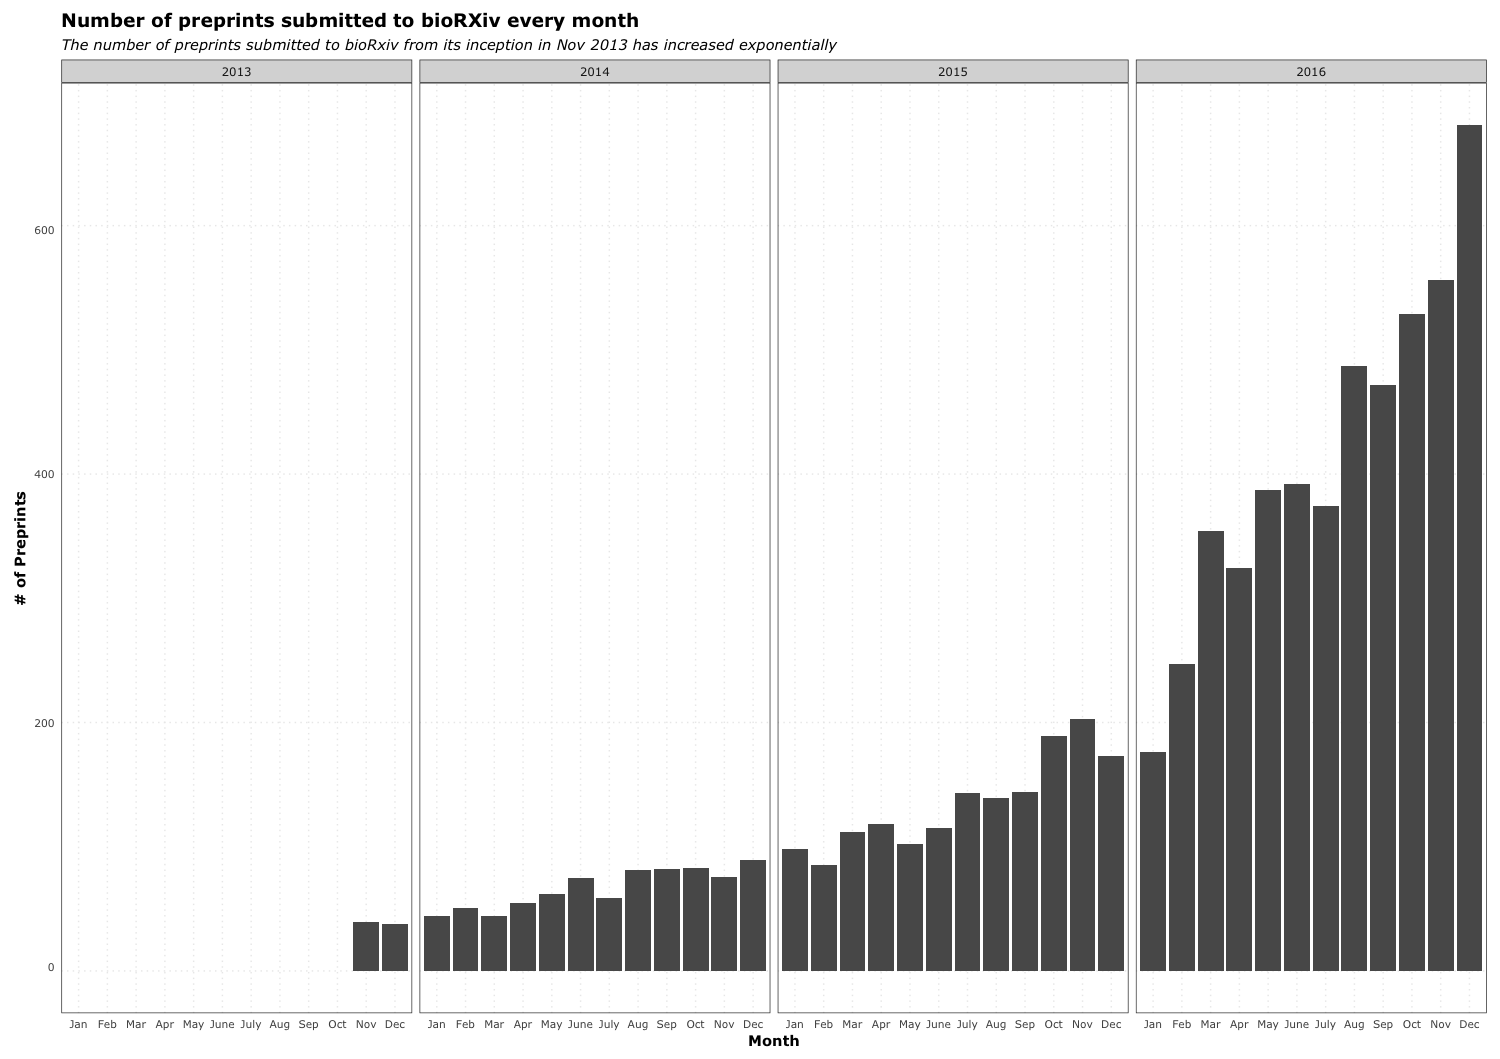 Number of preprints submitted to bioRXiv every month
The number of preprints submitted to bioRxiv from its inception in Nov 2013 has increased exponentially
2013 2014 2015 2016
600
400
200
0
# of Preprints
Jan Feb Mar Apr May June July Aug Sep Oct Nov Dec Jan Feb Mar Apr May June July Aug Sep Oct Nov Dec Jan Feb Mar Apr May June July Aug Sep Oct Nov Dec Jan Feb Mar Apr May June July Aug Sep Oct Nov Dec
Month